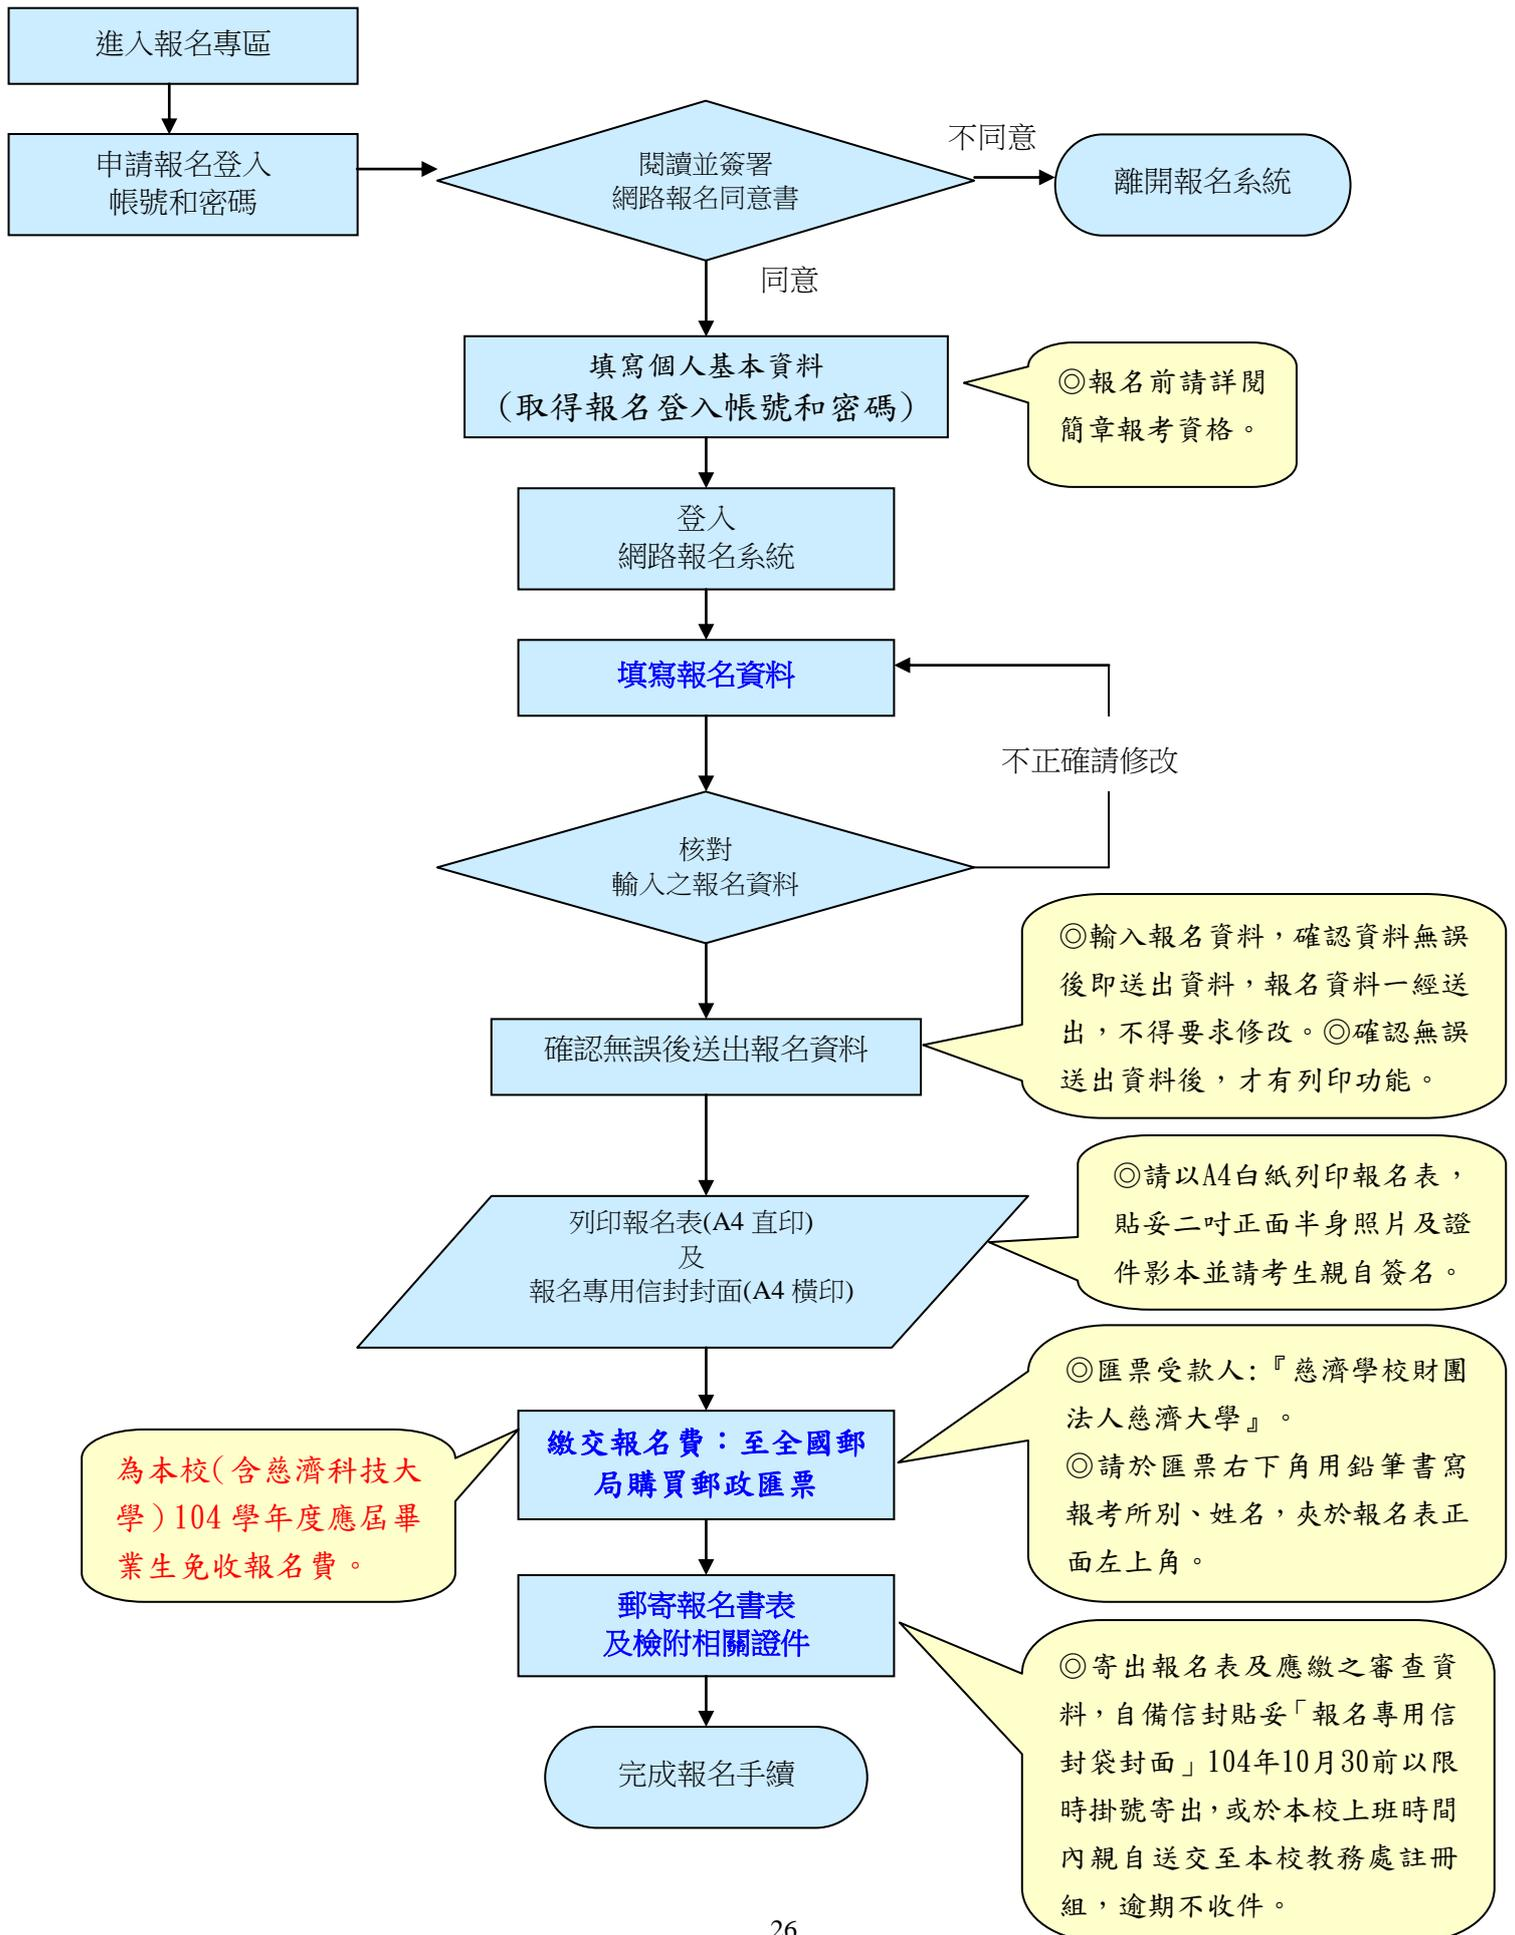 進入報名專區
申請報名登入
帳號和密碼
閱讀並簽署
網路報名同意書
不同意
離開報名系統
同意
填寫個人基本資料
（取得報名登入帳號和密碼）
◎報名前請詳閱
簡章報考資格。
登入
網路報名系統
填寫報名資料
不正確請修改
核對
輸入之報名資料
◎輸入報名資料，確認資料無誤
後即送出資料，報名資料一經送
出，不得要求修改。◎確認無誤
送出資料後，才有列印功能。
確認無誤後送出報名資料
◎請以A4白紙列印報名表，
貼妥二吋正面半身照片及證
件影本並請考生親自簽名。
列印報名表(A4 直印)
及
報名專用信封封面(A4 橫印)
◎匯票受款人:『慈濟學校財團
法人慈濟大學』。
◎請於匯票右下角用鉛筆書寫
報考所別、姓名，夾於報名表正
面左上角。
繳交報名費：至全國郵
局購買郵政匯票
為本校(含慈濟科技大
學)104 學年度應屆畢
業生免收報名費。
郵寄報名書表
及檢附相關證件
◎寄出報名表及應繳之審查資
料，自備信封貼妥「報名專用信
封袋封面」104年10月30前以限
時掛號寄出，或於本校上班時間
內親自送交至本校教務處註冊
組，逾期不收件。
完成報名手續
26